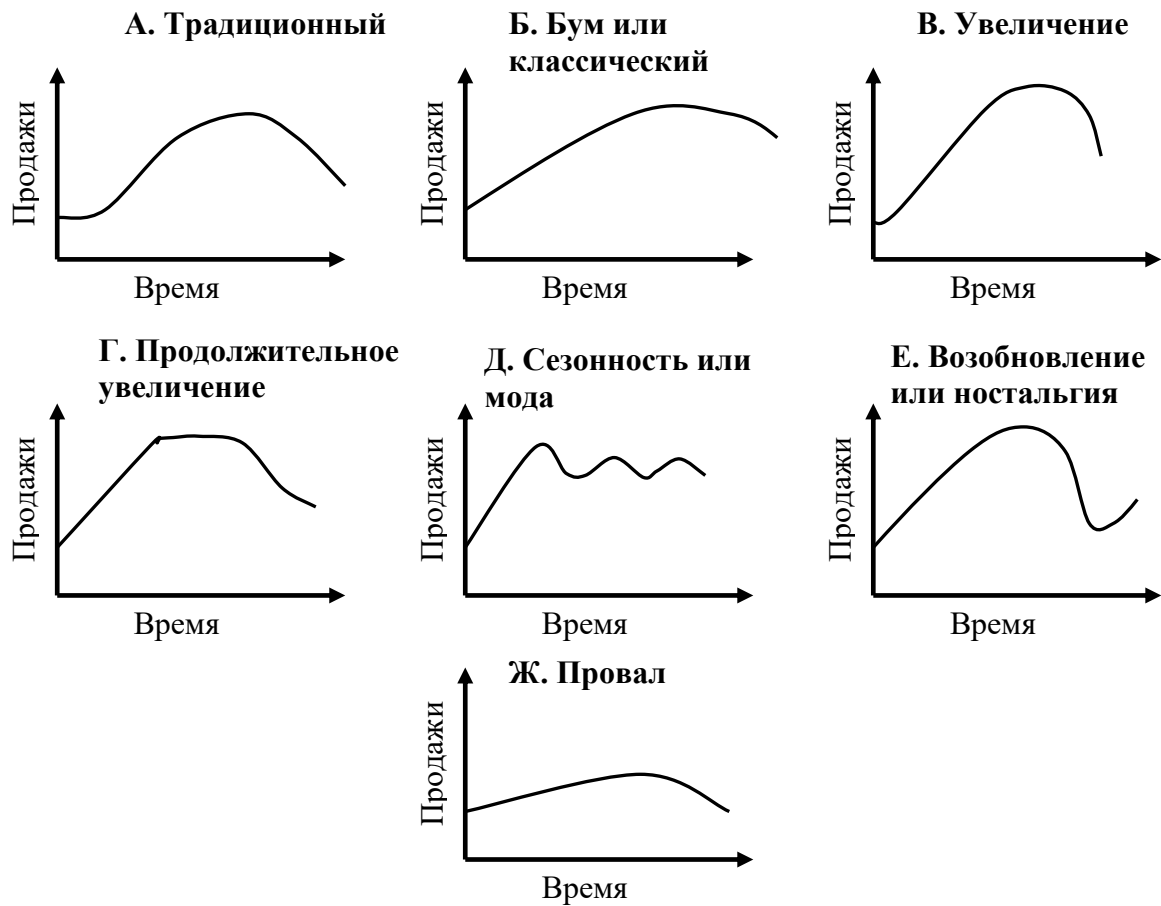 А. Традиционный
Б. Бум или
классический
В. Увеличение
Продажи
Время
Продажи
Время
Продажи
Время
Г. Продолжительное
увеличение
Д. Сезонность или
мода
Е. Возобновление
или ностальгия
Продажи
Время
Продажи
Время
Продажи
Время
Ж. Провал
Продажи
Время